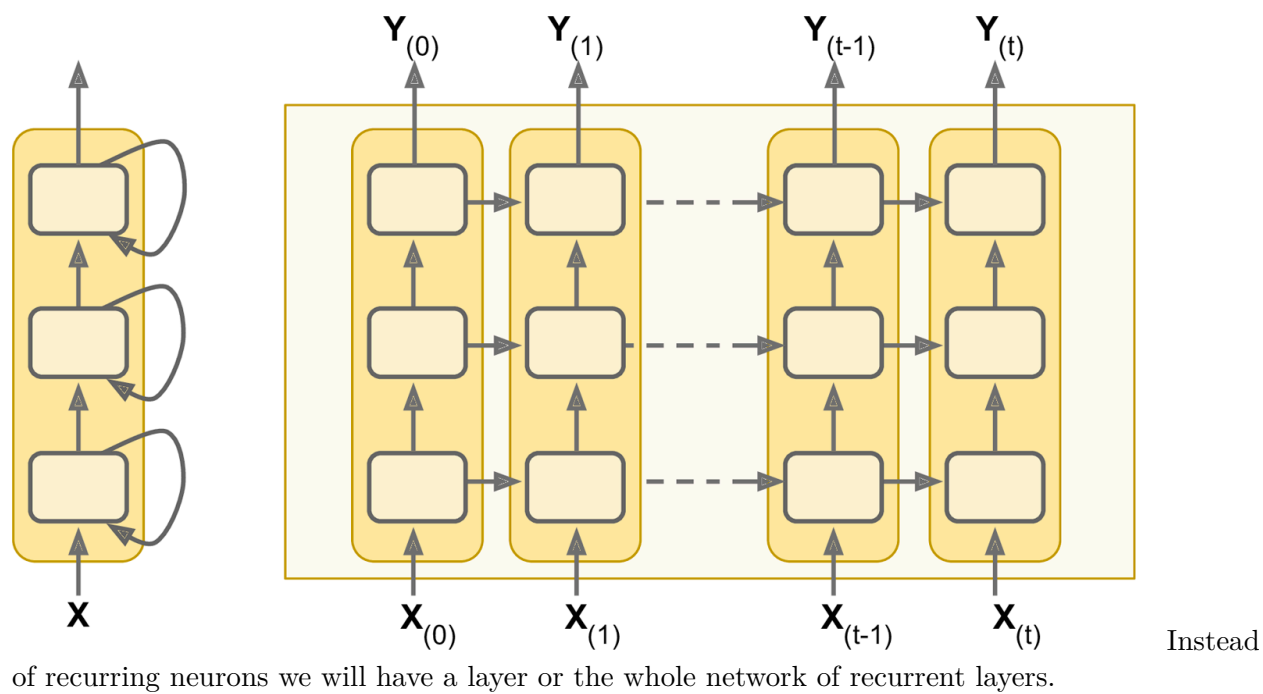 Y(0) Y(1) Y(t-1) Y(t)
X X(0) X(1) X(t-1) X(t)
Instead
of recurring neurons we will have a layer or the whole network of recurrent layers.